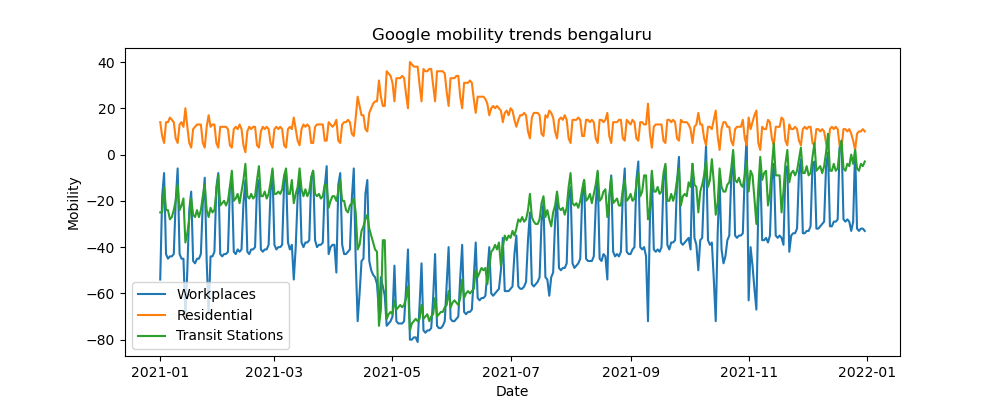 Google mobility trends bengaluru
Mobility
40
20
0
−20
−40
−60
−80
Workplaces
Residential
Transit Stations
2021-01
2021-03
2021-05
2021-07
2021-09
2021-11
2022-01
Date